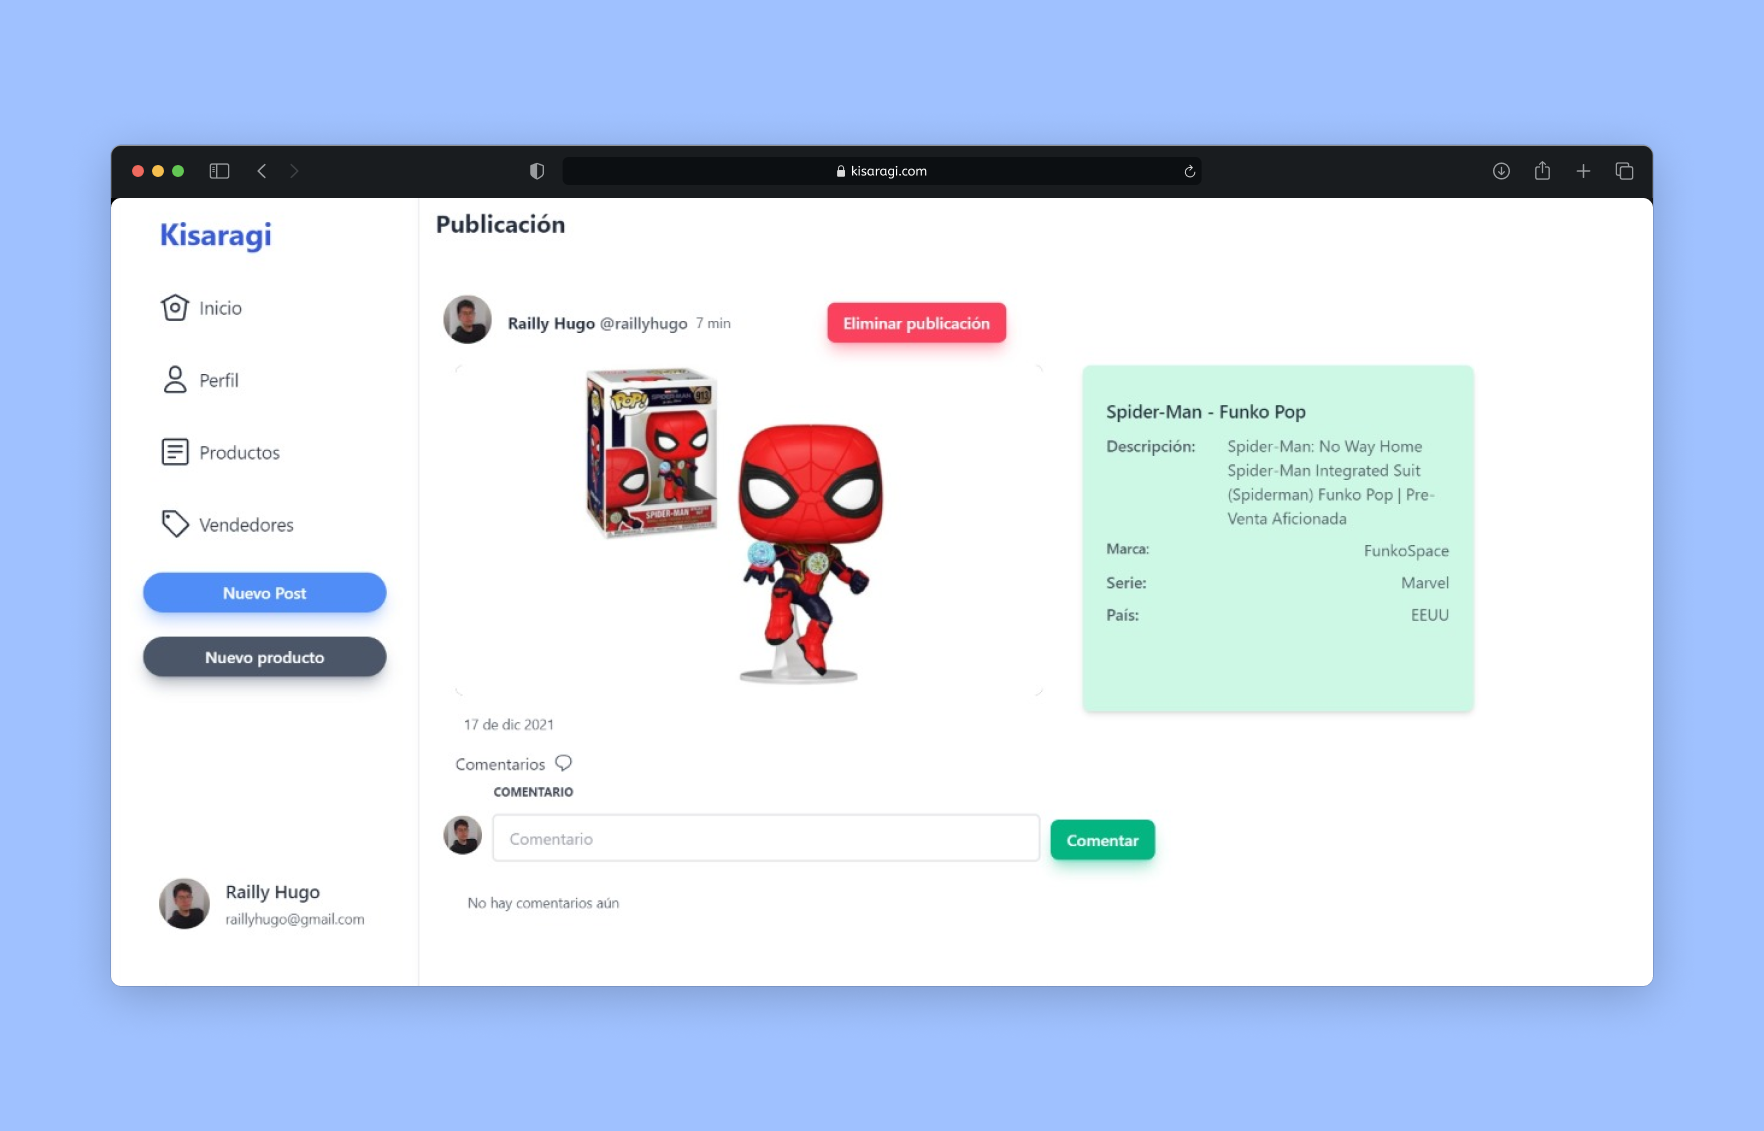 kisaragi.com
Kisaragi
Inicio
Perfil
Productos
Vendedores
Nuevo Post
Nuevo producto
Railly Hugo
raillyhugo@gmail.com
Publicación
Railly Hugo @raillyhugo 7 min
Eliminar publicación
POP!
SPIDER-MAN
913
SPIDER-MAN
17 de dic 2021
Spider-Man - Funko Pop
Descripción: Spider-Man: No Way Home
Spider-Man Integrated Suit
(Spiderman) Funko Pop | Pre-
Venta Aficionada
Marca: FunkoSpace
Serie: Marvel
País: EEUU
Comentarios
COMENTARIO
Comentario
Comentar
No hay comentarios aún